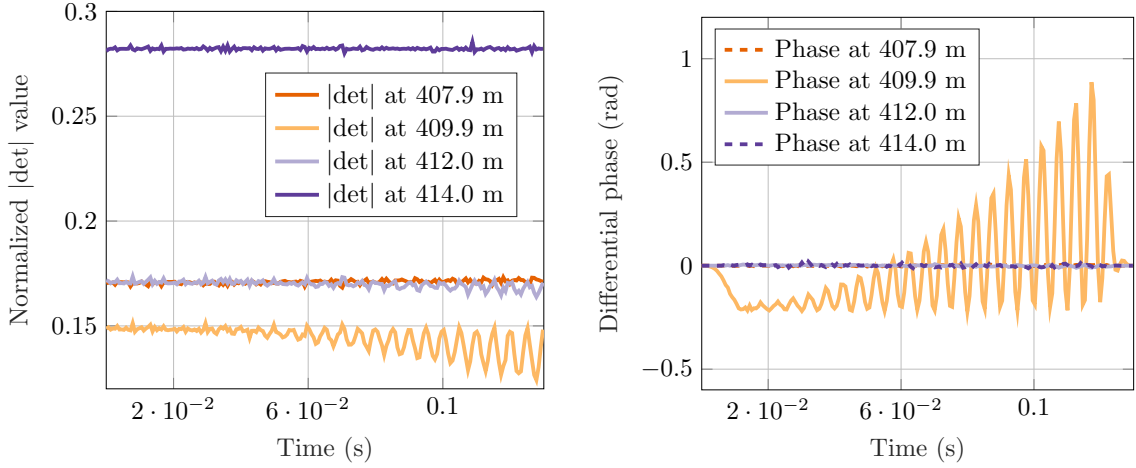 0.3
0.25
0.2
0.15
Normalized |det| value
|det| at 407.9 m
|det| at 409.9 m
|det| at 412.0 m
|det| at 414.0 m
2 · 10⁻²
6 · 10⁻²
0.1
Time (s)
1
0.5
0
−0.5
Differential phase (rad)
Phase at 407.9 m
Phase at 409.9 m
Phase at 412.0 m
Phase at 414.0 m
2 · 10⁻²
6 · 10⁻²
0.1
Time (s)